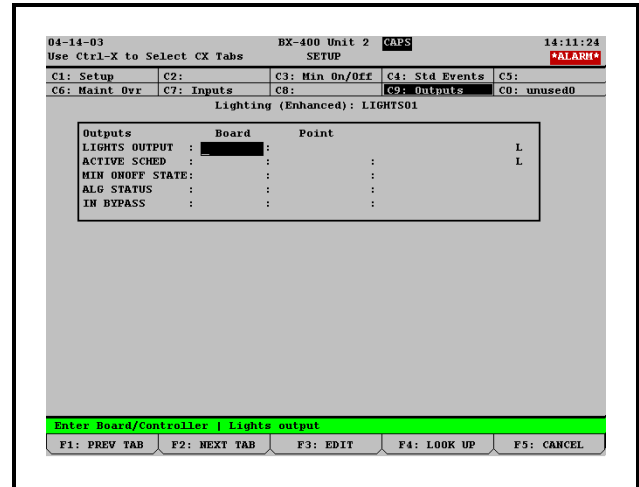 04-14-03 BX-400 Unit 2 CAPS 14:11:24
Use Ctrl-X to Select CX Tabs SETUP *ALARM*
C1: Setup C2: C3: Min On/Off C4: Std Events C5:
C6: Maint Ovr C7: Inputs C8: C9: Outputs C0: unused0
Lighting (Enhanced): LIGHTS01
Outputs Board Point
LIGHTS OUTPUT : _ : L
ACTIVE SCHED : : : L
MIN ONOFF STATE: : :
ALG STATUS : : :
IN BYPASS : : :
Enter Board/Controller | Lights output
F1: PREV TAB F2: NEXT TAB F3: EDIT F4: LOOK UP F5: CANCEL